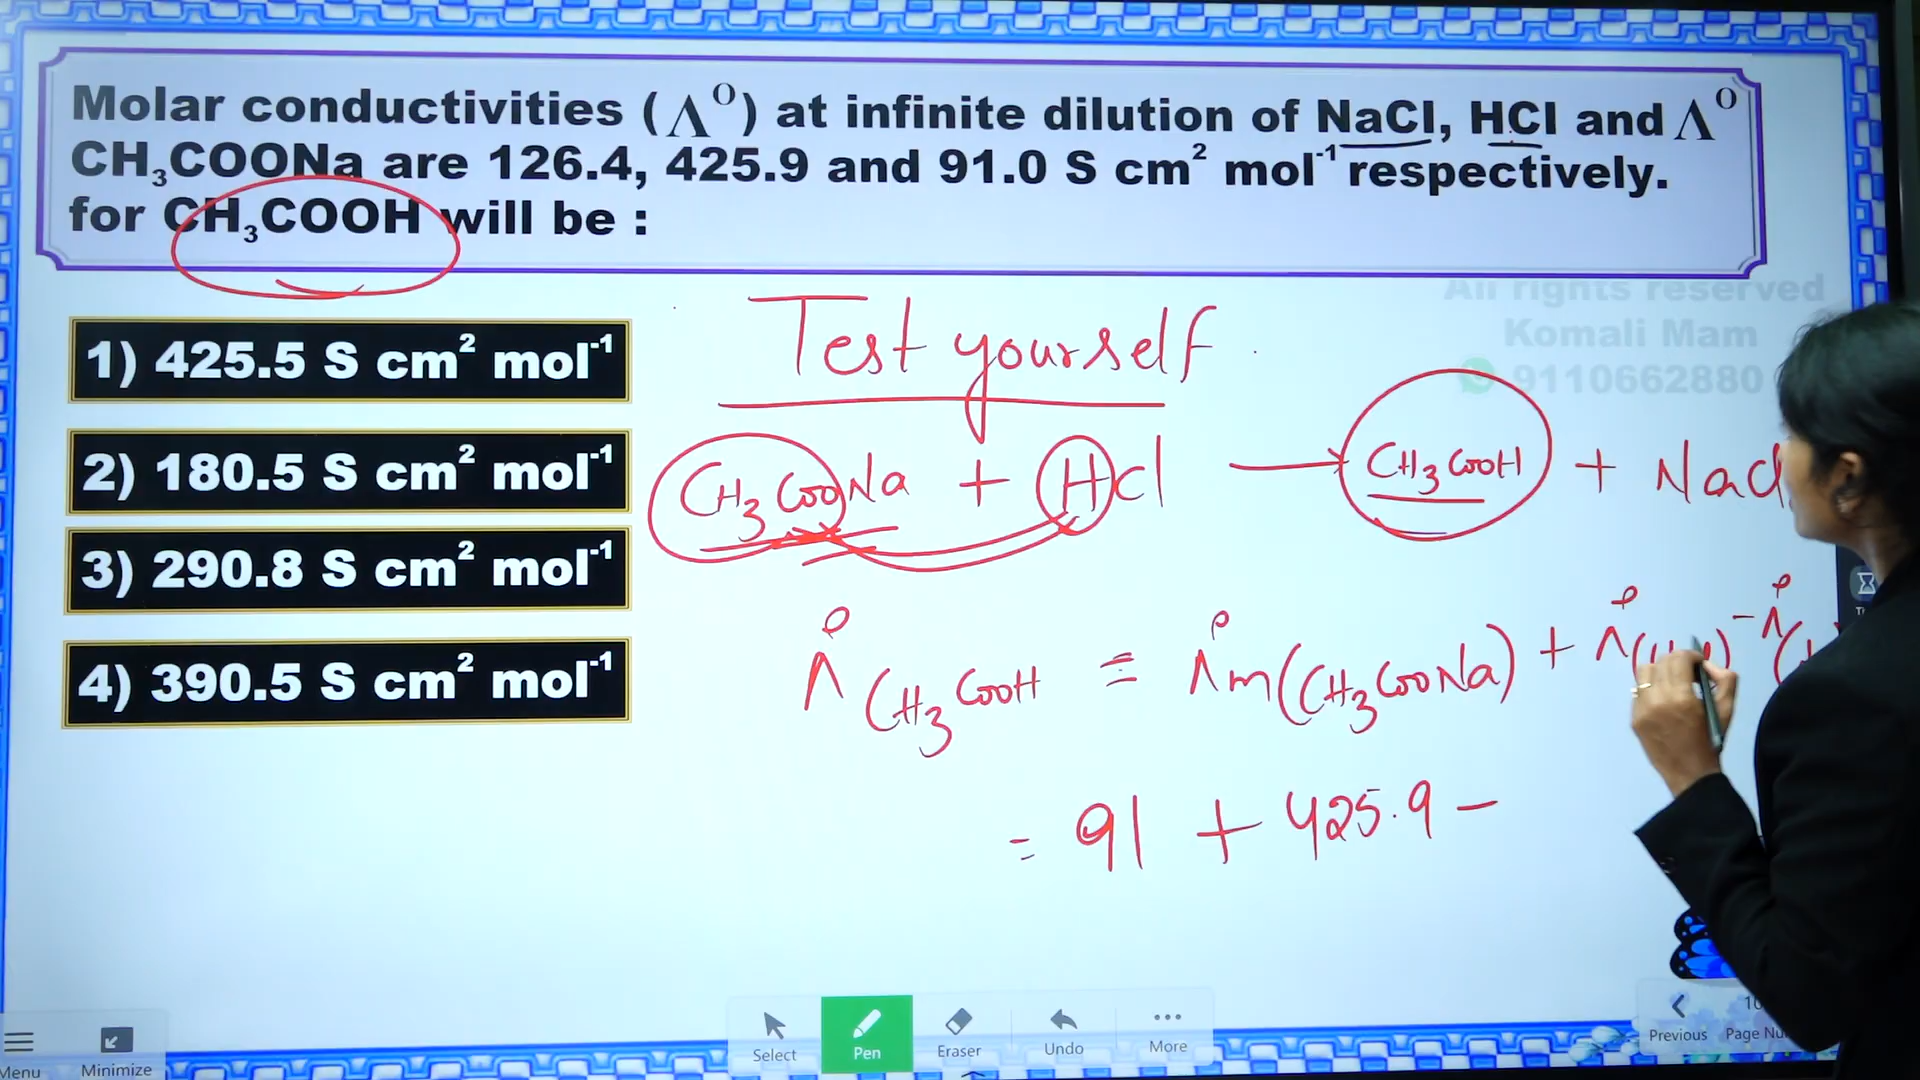 Molar conductivities (Λ⁰) at infinite dilution of NaCl, HCl and Λ⁰
CH₃COONa are 126.4, 425.9 and 91.0 S cm² mol⁻¹ respectively.
for CH₃COOH will be :
All rights reserved
Komali Mam
9110662880
1) 425.5 S cm² mol⁻¹
2) 180.5 S cm² mol⁻¹
3) 290.8 S cm² mol⁻¹
4) 390.5 S cm² mol⁻¹
Test yourself
CH₃COONa + HCl → CH₃COOH + NaCl
Λ° (CH₃COOH = Λ°m (CH₃COONa) + Λ° ( ) - Λ° (
= 91 + 425.9 -
Menu
Minimize
Select
Pen
Eraser
Undo
More
Previous